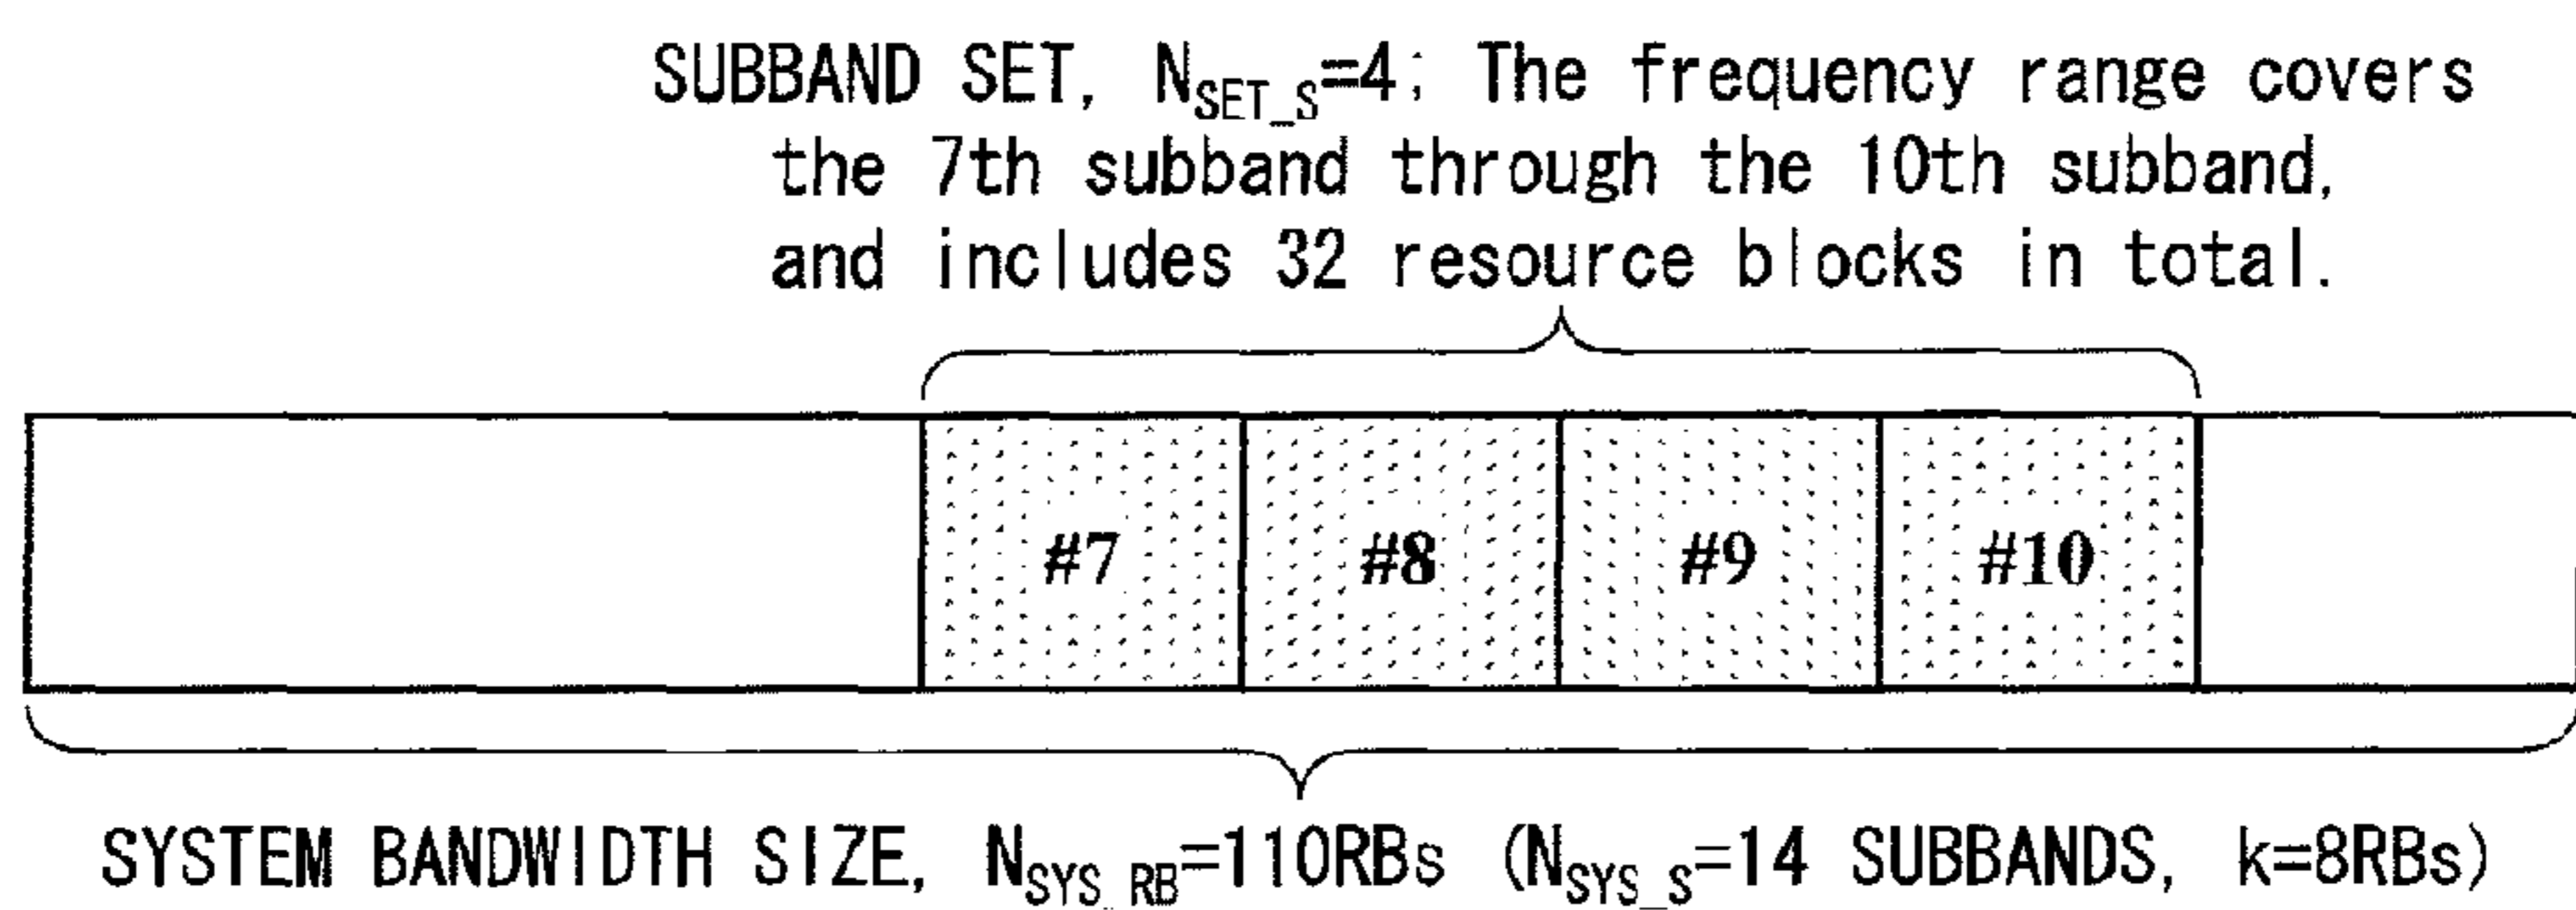 SUBBAND SET, N_SET_S=4; The frequency range covers
the 7th subband through the 10th subband,
and includes 32 resource blocks in total.
#7 #8 #9 #10
SYSTEM BANDWIDTH SIZE, N_SYS_RB=110RBs (N_SYS_S=14 SUBBANDS, k=8RBs)